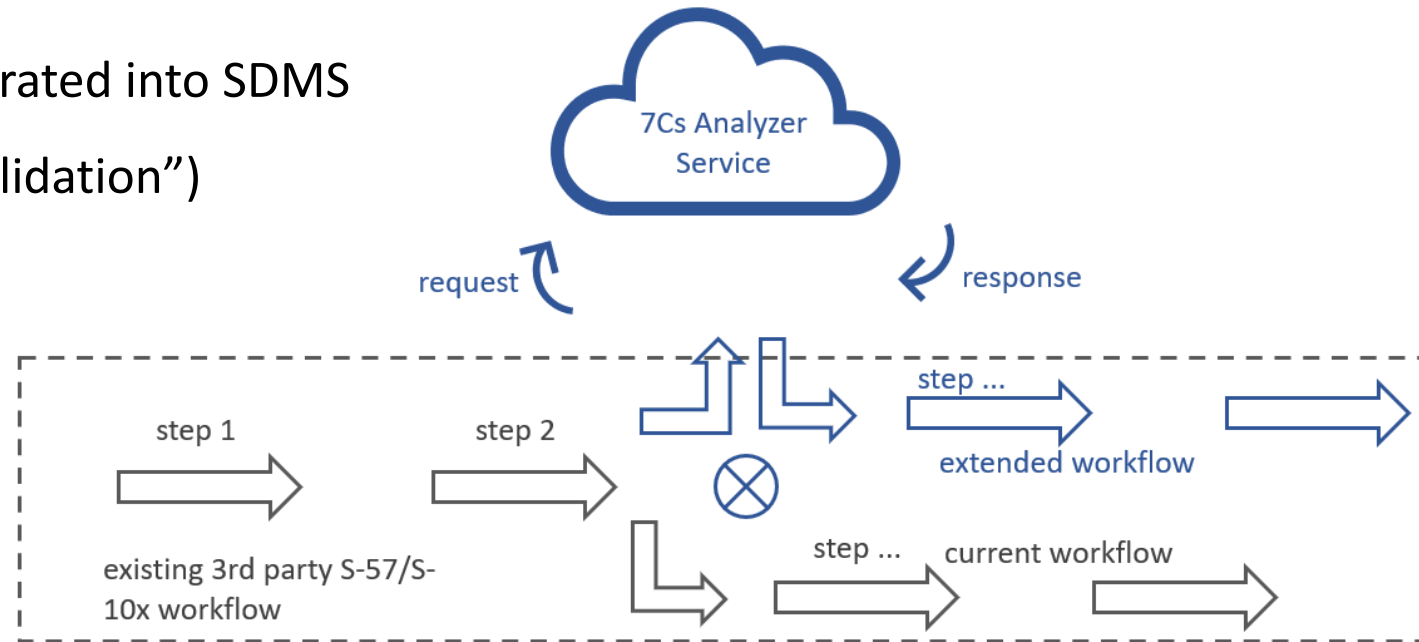 rated into SDMS
lidation”)
7Cs Analyzer
Service
request
response
step ...
step 1
step 2
extended workflow
step ...
current workflow
existing 3rd party S-57/S-
10x workflow